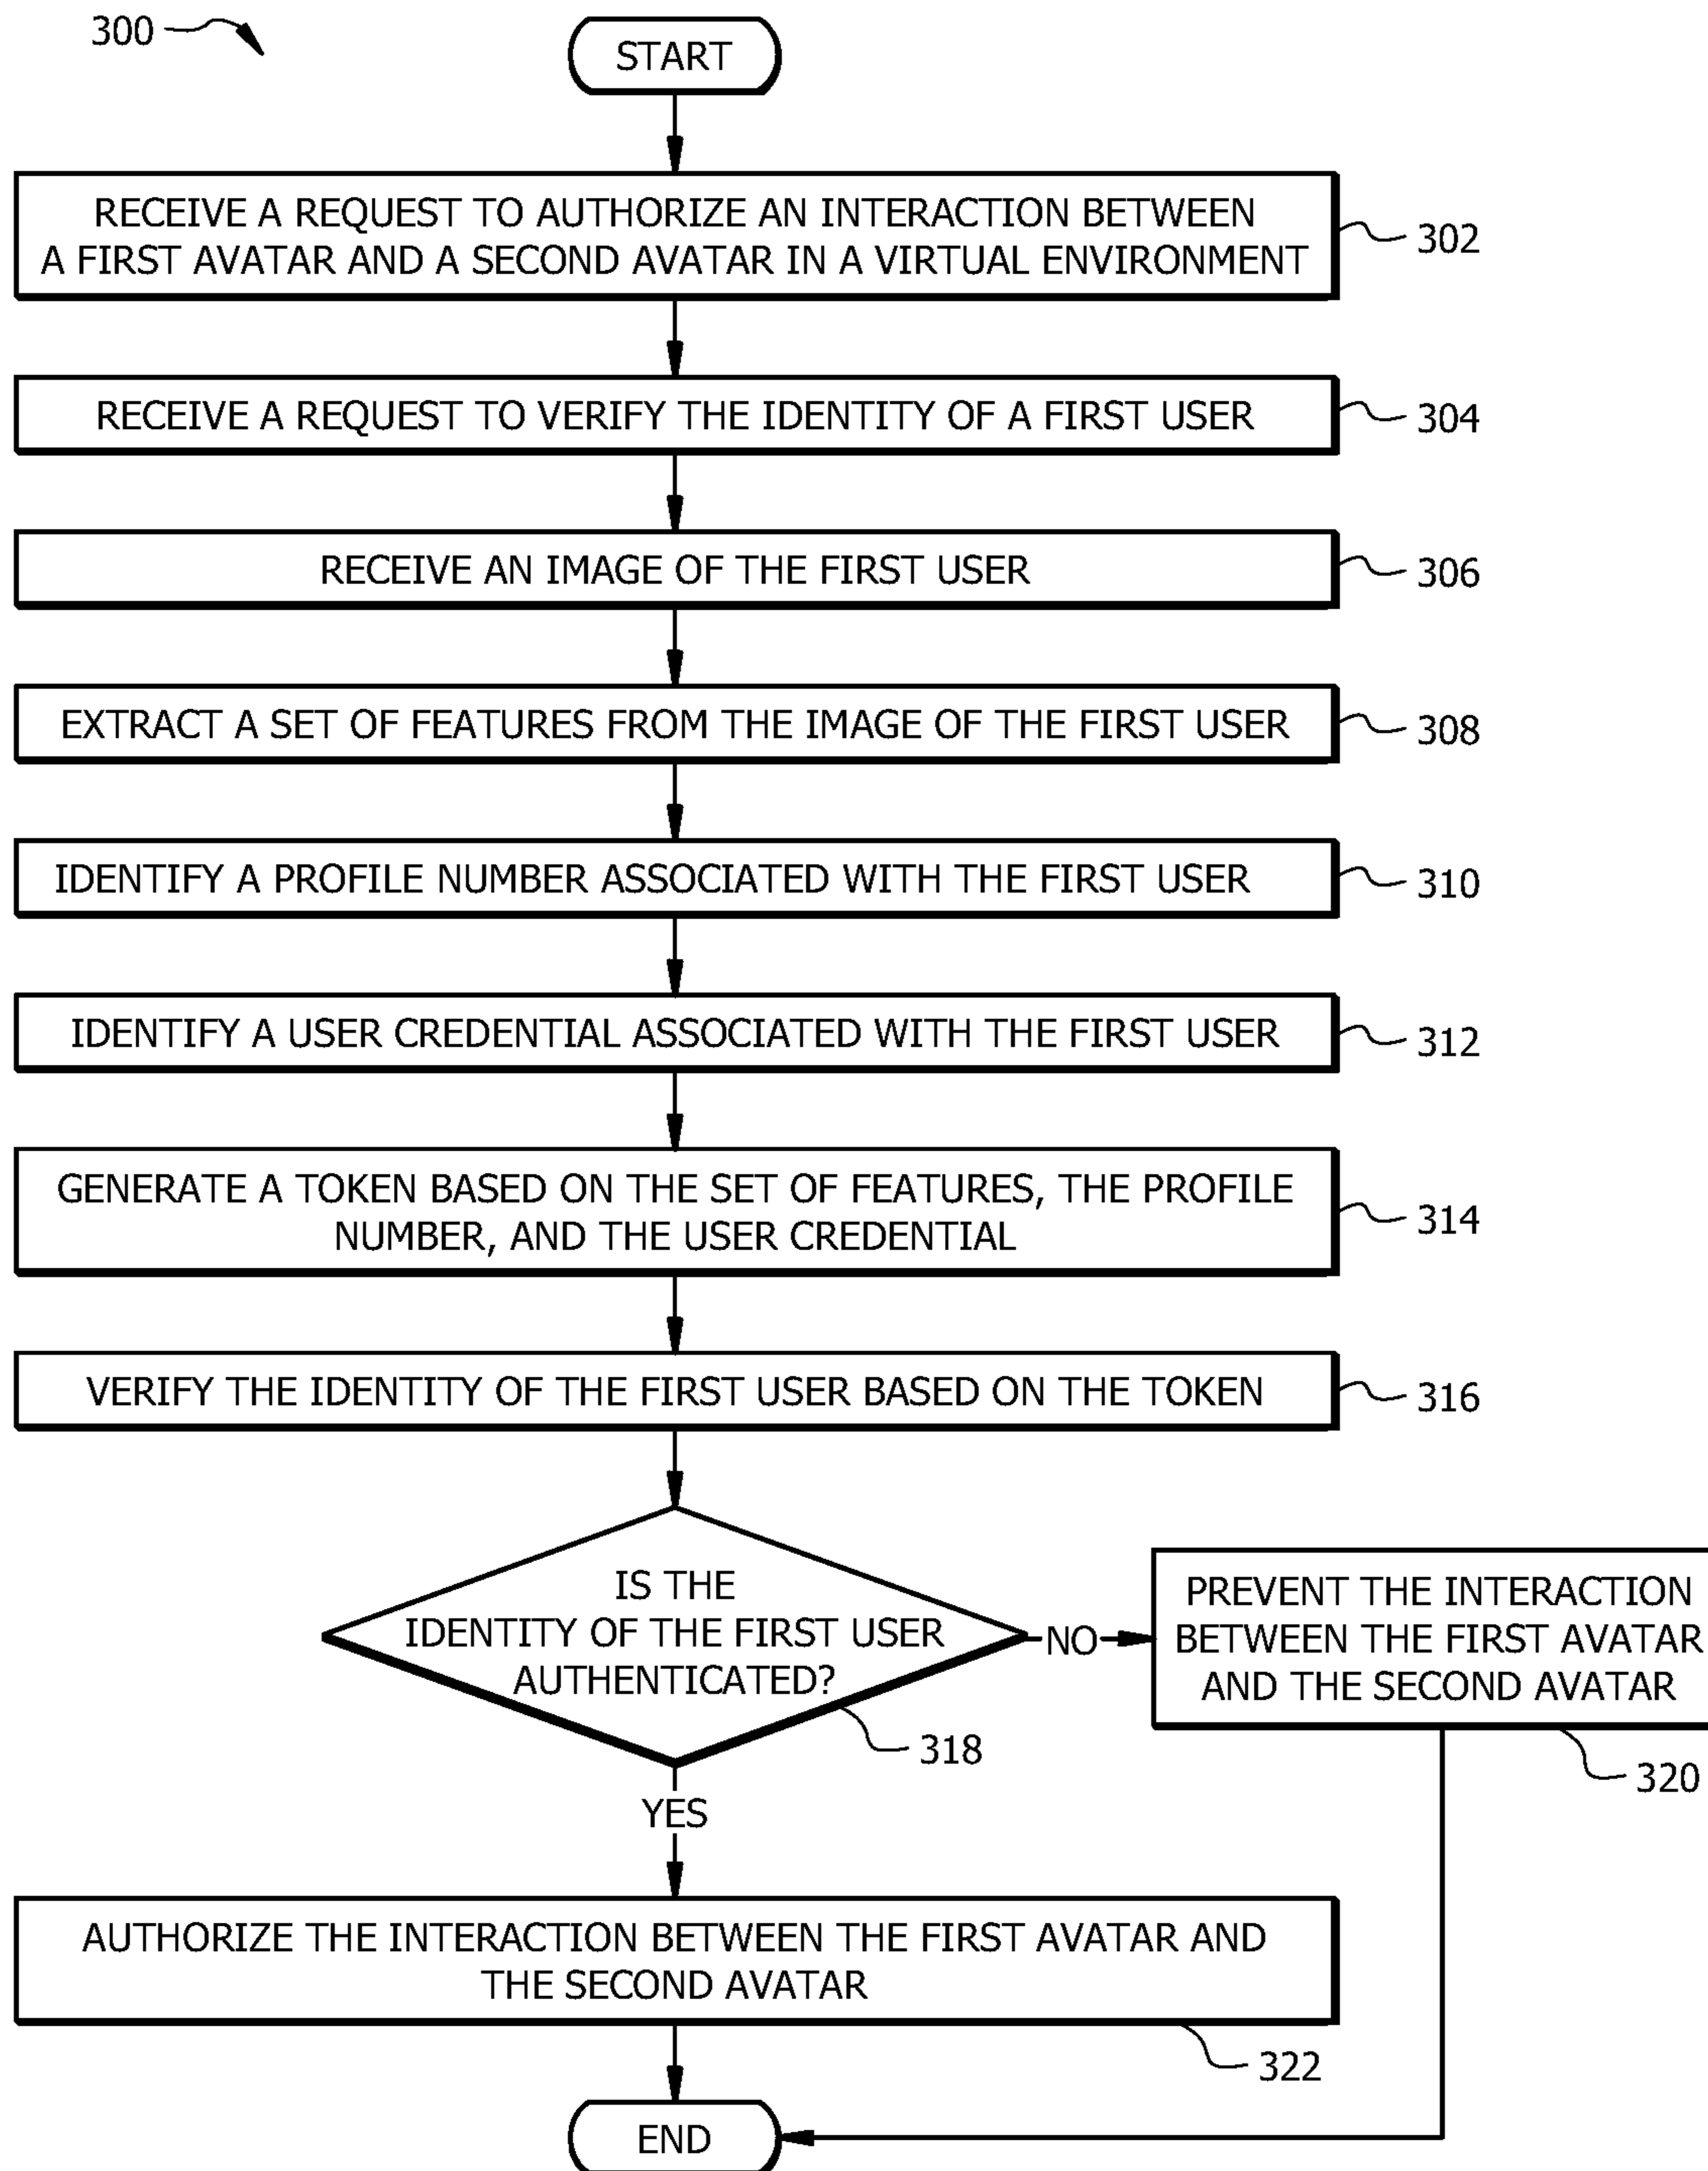 300
START
RECEIVE A REQUEST TO AUTHORIZE AN INTERACTION BETWEEN
A FIRST AVATAR AND A SECOND AVATAR IN A VIRTUAL ENVIRONMENT
302
RECEIVE A REQUEST TO VERIFY THE IDENTITY OF A FIRST USER
304
RECEIVE AN IMAGE OF THE FIRST USER
306
EXTRACT A SET OF FEATURES FROM THE IMAGE OF THE FIRST USER
308
IDENTIFY A PROFILE NUMBER ASSOCIATED WITH THE FIRST USER
310
IDENTIFY A USER CREDENTIAL ASSOCIATED WITH THE FIRST USER
312
GENERATE A TOKEN BASED ON THE SET OF FEATURES, THE PROFILE
NUMBER, AND THE USER CREDENTIAL
314
VERIFY THE IDENTITY OF THE FIRST USER BASED ON THE TOKEN
316
IS THE
IDENTITY OF THE FIRST USER
AUTHENTICATED?
318
NO
PREVENT THE INTERACTION
BETWEEN THE FIRST AVATAR
AND THE SECOND AVATAR
320
YES
AUTHORIZE THE INTERACTION BETWEEN THE FIRST AVATAR AND
THE SECOND AVATAR
322
END